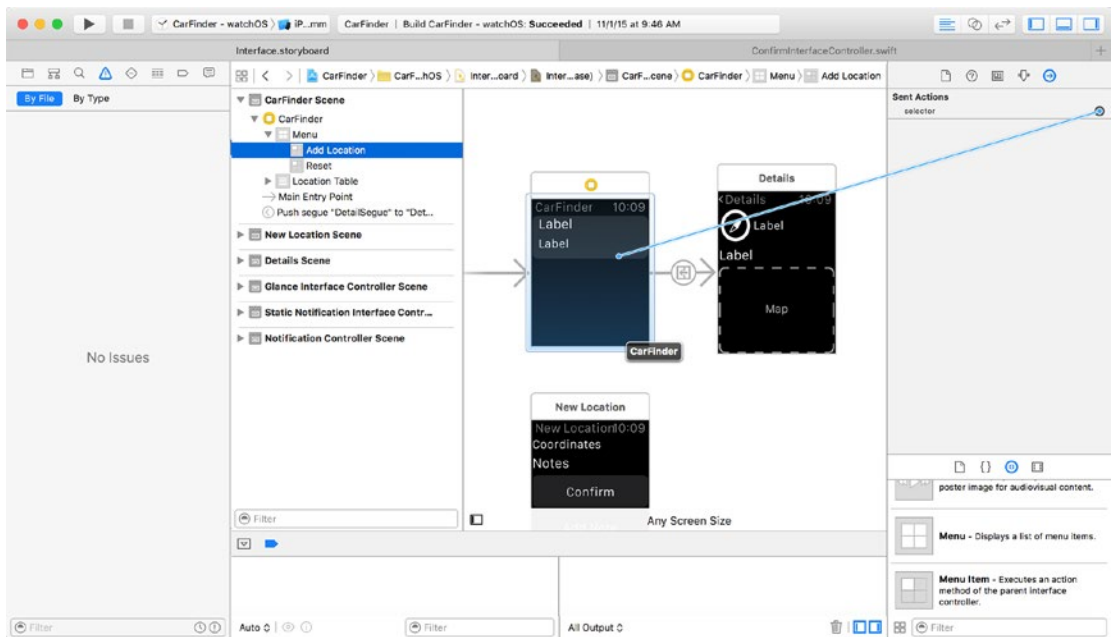 CarFinder - watchOS
iP...mm
CarFinder | Build CarFinder - watchOS: Succeeded | 11/1/15 at 9:46 AM
Interface.storyboard
ConfirmInterfaceController.swift
CarFinder
CarF...hOS
Inter...oard
Inter...ase)
CarF...cene
CarFinder
Menu
Add Location
By File
By Type
No Issues
Filter
CarFinder Scene
CarFinder
Menu
Add Location
Reset
Location Table
Main Entry Point
Push segue "DetailSegue" to "Det...
New Location Scene
Details Scene
Glance Interface Controller Scene
Static Notification Interface Contr...
Notification Controller Scene
Filter
CarFinder 10:09
Label
Label
CarFinder
Details
<Details 10:09
Label
Label
Map
New Location
New Location10:09
Coordinates
Notes
Confirm
Any Screen Size
Auto
Filter
All Output
Sent Actions
selector
poster image for audiovisual content.
Menu - Displays a list of menu items.
Menu Item - Executes an action
method of the parent interface
controller.
Filter